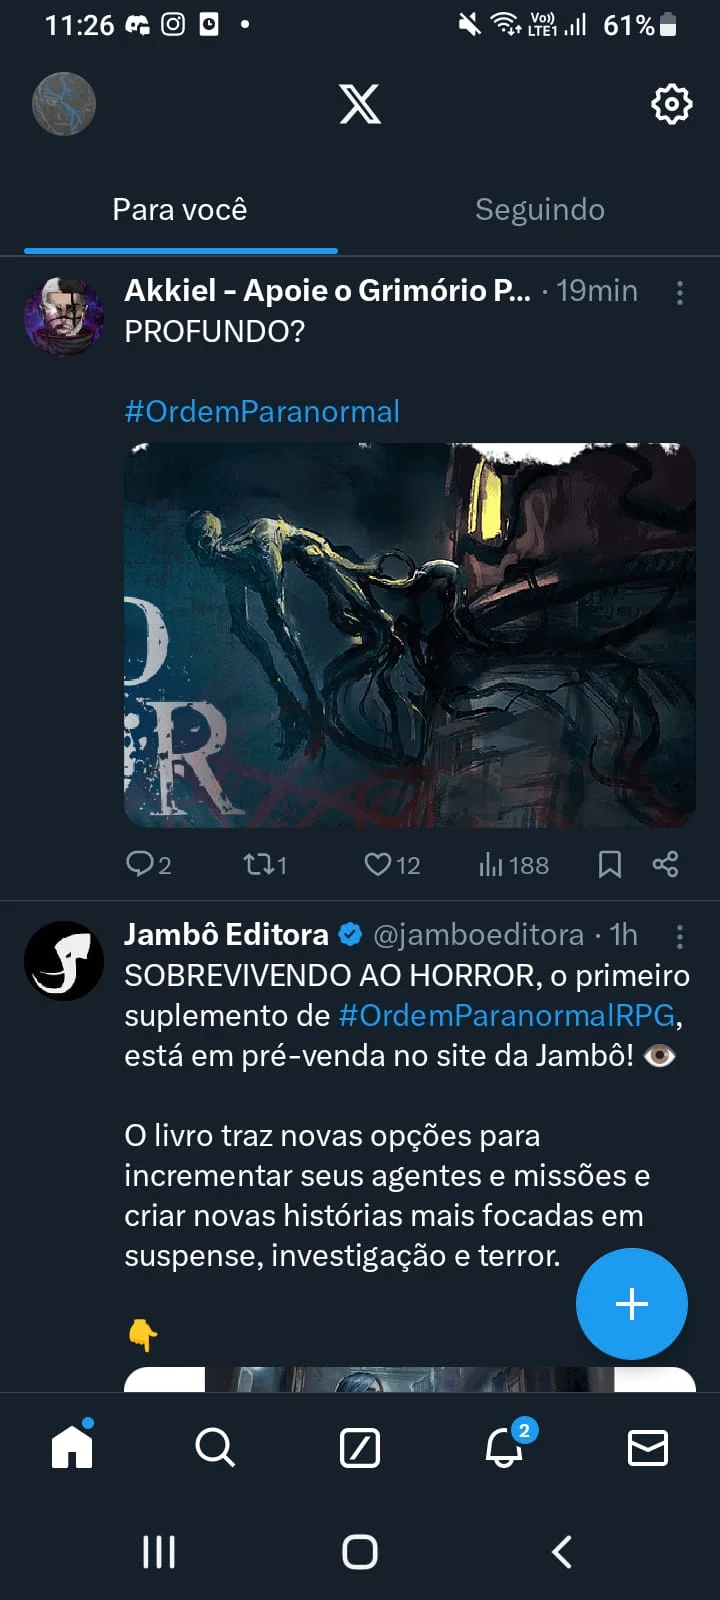 11:26
Vo))
LTE1
61%
Para você
Seguindo
Akkiel - Apoie o Grimório P... · 19min
PROFUNDO?
#OrdemParanormal
O
R
2
1
12
188
Jambô Editora @jamboeditora · 1h
SOBREVIVENDO AO HORROR, o primeiro
suplemento de #OrdemParanormalRPG,
está em pré-venda no site da Jambô! 👁️
O livro traz novas opções para
incrementar seus agentes e missões e
criar novas histórias mais focadas em
suspense, investigação e terror.
👇
2